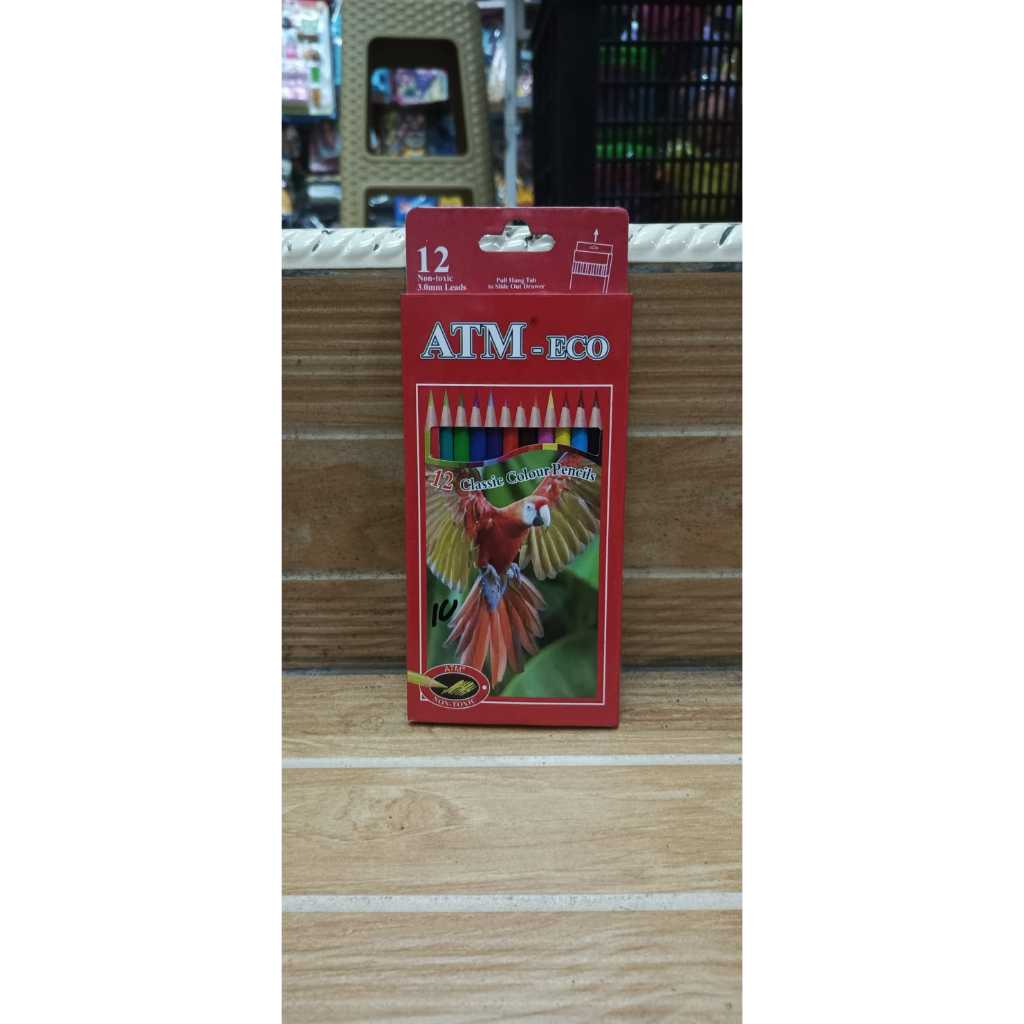 12
Non-toxic
3.0mm Leads
Pull Hang Tab
to Slide Out Drawer
ATM - ECO
12 Classic Colour Pencils
10
ATM
NON-TOXIC